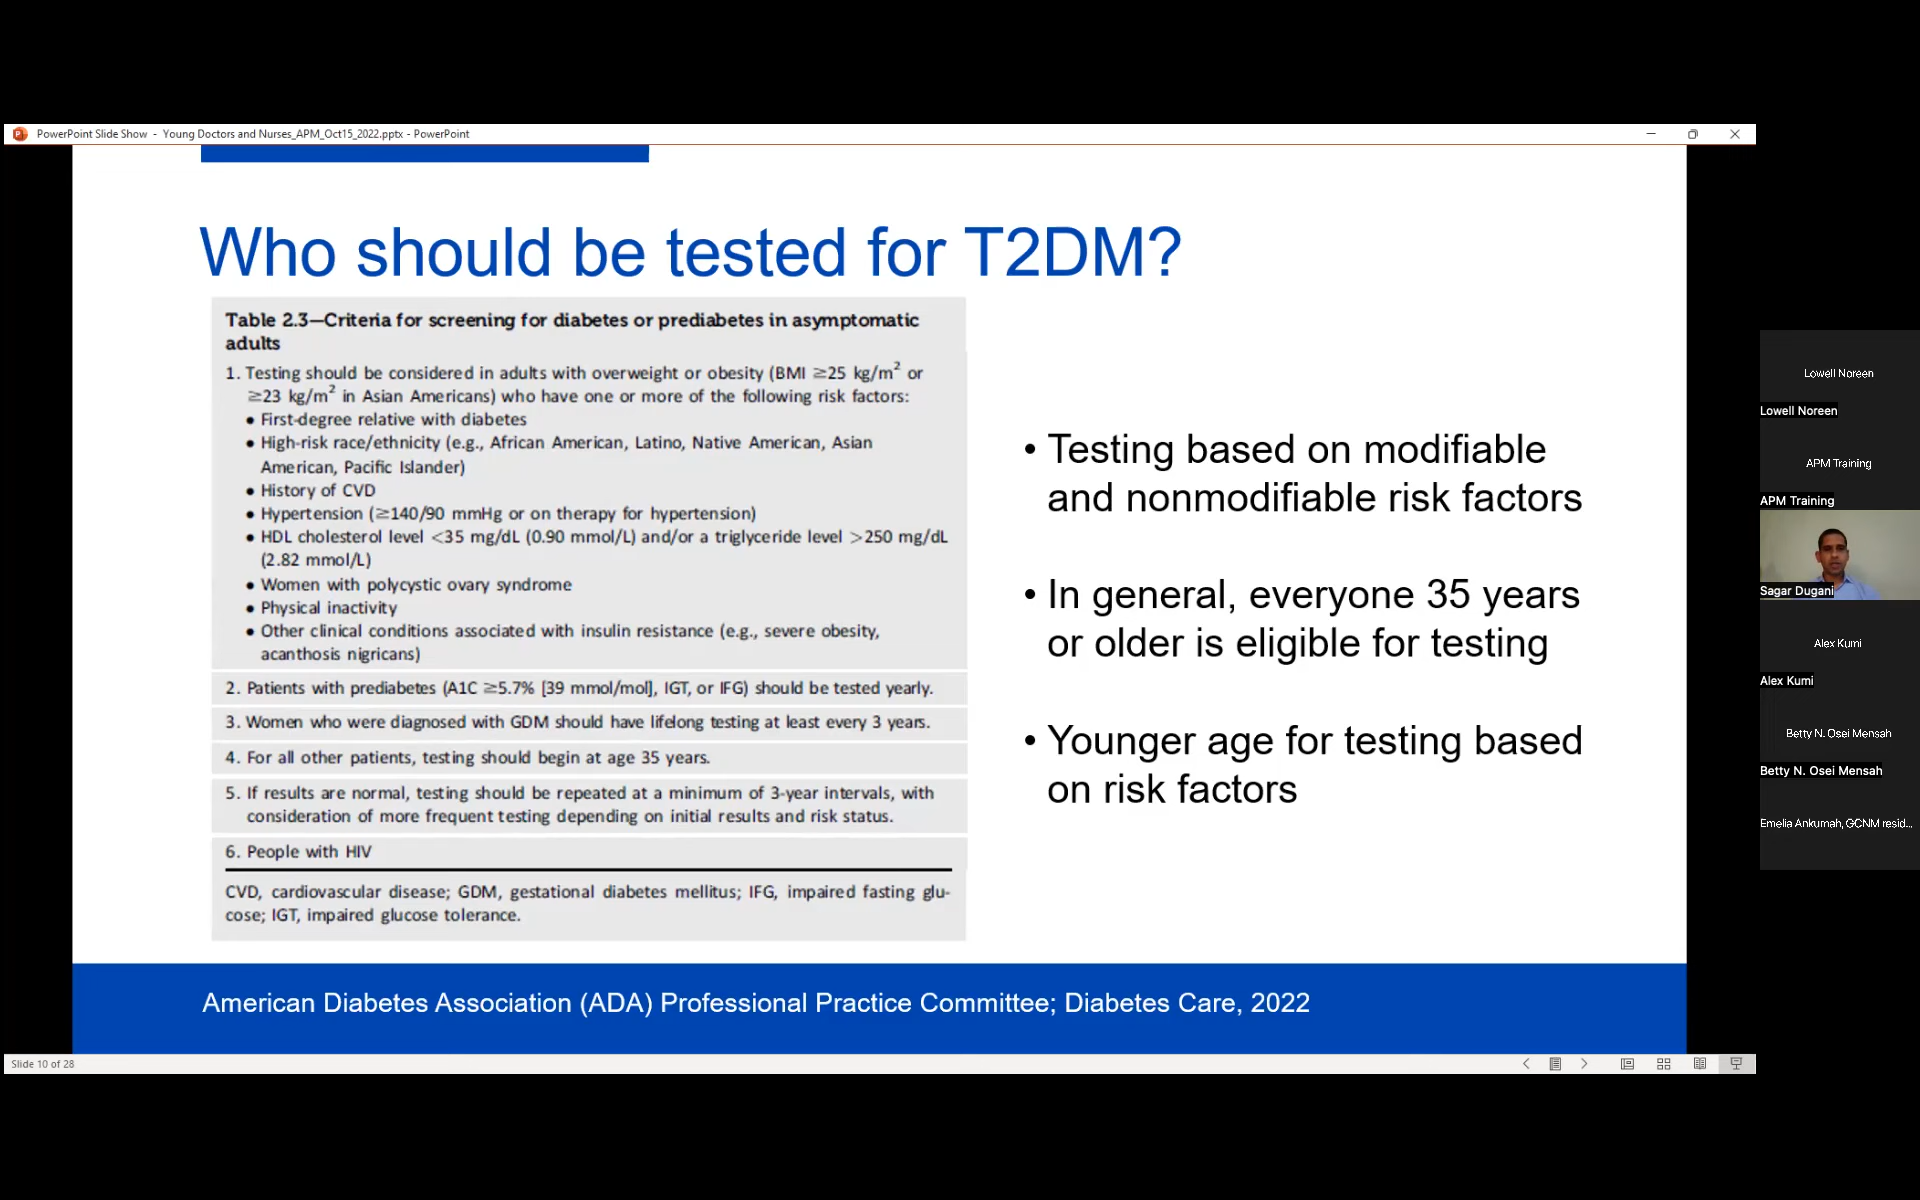 PowerPoint Slide Show - Young Doctors and Nurses_APM_Oct15_2022.pptx - PowerPoint
Who should be tested for T2DM?
Table 2.3—Criteria for screening for diabetes or prediabetes in asymptomatic
adults
1. Testing should be considered in adults with overweight or obesity (BMI ≥25 kg/m² or
≥23 kg/m² in Asian Americans) who have one or more of the following risk factors:
• First-degree relative with diabetes
• High-risk race/ethnicity (e.g., African American, Latino, Native American, Asian
American, Pacific Islander)
• History of CVD
• Hypertension (≥140/90 mmHg or on therapy for hypertension)
• HDL cholesterol level <35 mg/dL (0.90 mmol/L) and/or a triglyceride level >250 mg/dL
(2.82 mmol/L)
• Women with polycystic ovary syndrome
• Physical inactivity
• Other clinical conditions associated with insulin resistance (e.g., severe obesity,
acanthosis nigricans)
2. Patients with prediabetes (A1C ≥5.7% [39 mmol/mol], IGT, or IFG) should be tested yearly.
3. Women who were diagnosed with GDM should have lifelong testing at least every 3 years.
4. For all other patients, testing should begin at age 35 years.
5. If results are normal, testing should be repeated at a minimum of 3-year intervals, with
consideration of more frequent testing depending on initial results and risk status.
6. People with HIV
CVD, cardiovascular disease; GDM, gestational diabetes mellitus; IFG, impaired fasting glu-
cose; IGT, impaired glucose tolerance.
• Testing based on modifiable
and nonmodifiable risk factors
• In general, everyone 35 years
or older is eligible for testing
• Younger age for testing based
on risk factors
American Diabetes Association (ADA) Professional Practice Committee; Diabetes Care, 2022
Slide 10 of 28
Lowell Noreen
Lowell Noreen
APM Training
APM Training
Sagar Dugani
Alex Kumi
Alex Kumi
Betty N. Osei Mensah
Betty N. Osei Mensah
Emelia Ankumah, GCNM resid...